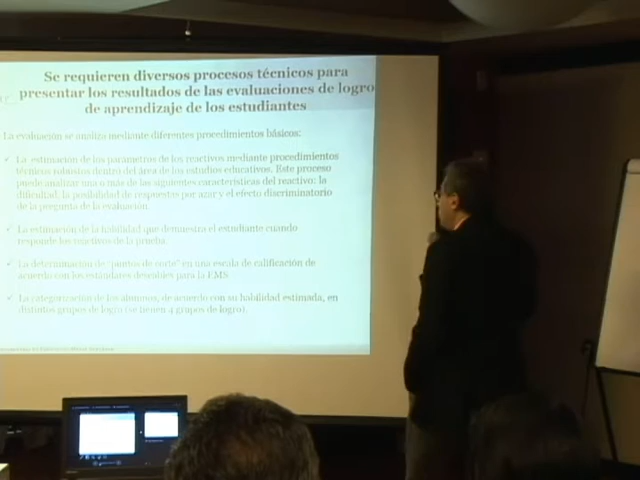 Se requieren diversos procesos técnicos para
presentar los resultados de las evaluaciones de logro
de aprendizaje de los estudiantes
La evaluación se analiza mediante diferentes procedimientos básicos:
✓ La estimación de los parámetros de los reactivos mediante procedimientos
técnicos robustos dentro del área de los estudios educativos. Este proceso
puede analizar una o más de las siguientes características del reactivo: la
dificultad, la posibilidad de respuestas por azar y el efecto discriminatorio
de la pregunta de la evaluación.
✓ La estimación de la habilidad que demuestra el estudiante cuando
responde los reactivos de la prueba.
✓ La determinación de "puntos de corte" en una escala de calificación de
acuerdo con los estándares deseables para la EMS
✓ La categorización de los alumnos, de acuerdo con su habilidad estimada, en
distintos grupos de logro (se tienen 4 grupos de logro).